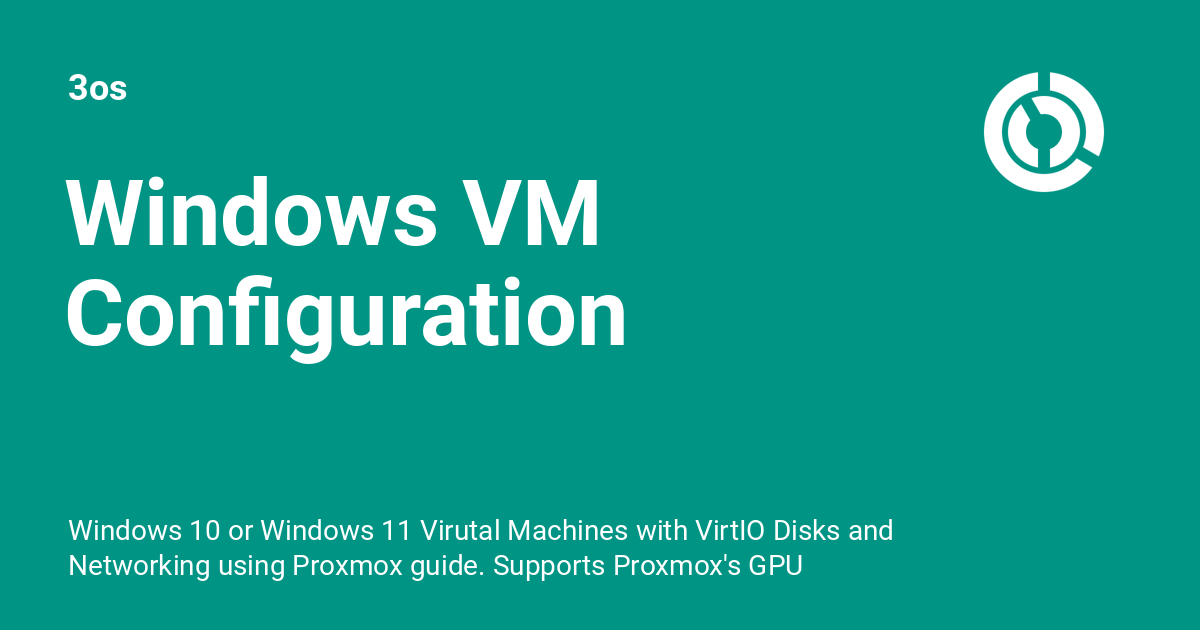 3os
Windows VM
Configuration
Windows 10 or Windows 11 Virutal Machines with VirtIO Disks and
Networking using Proxmox guide. Supports Proxmox's GPU